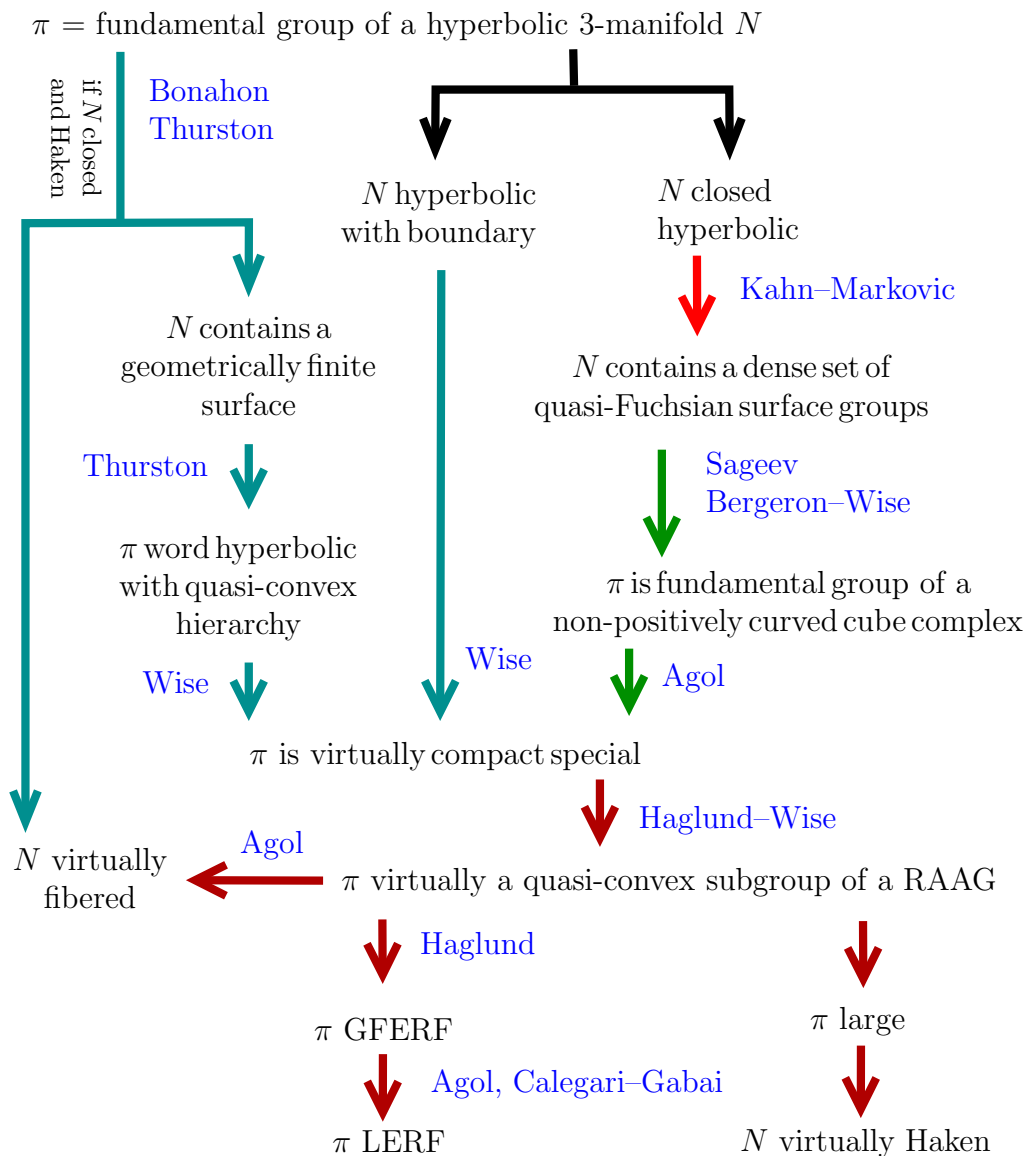 π = fundamental group of a hyperbolic 3-manifold N
if N closed
and Haken
Bonahon
Thurston
N hyperbolic
with boundary
N closed
hyperbolic
Kahn–Markovic
N contains a
geometrically finite
surface
N contains a dense set of
quasi-Fuchsian surface groups
Thurston
Sageev
Bergeron–Wise
π word hyperbolic
with quasi-convex
hierarchy
π is fundamental group of a
non-positively curved cube complex
Wise
Wise
Agol
π is virtually compact special
Haglund–Wise
N virtually
fibered
Agol
π virtually a quasi-convex subgroup of a RAAG
Haglund
π GFERF
π large
Agol, Calegari–Gabai
π LERF
N virtually Haken